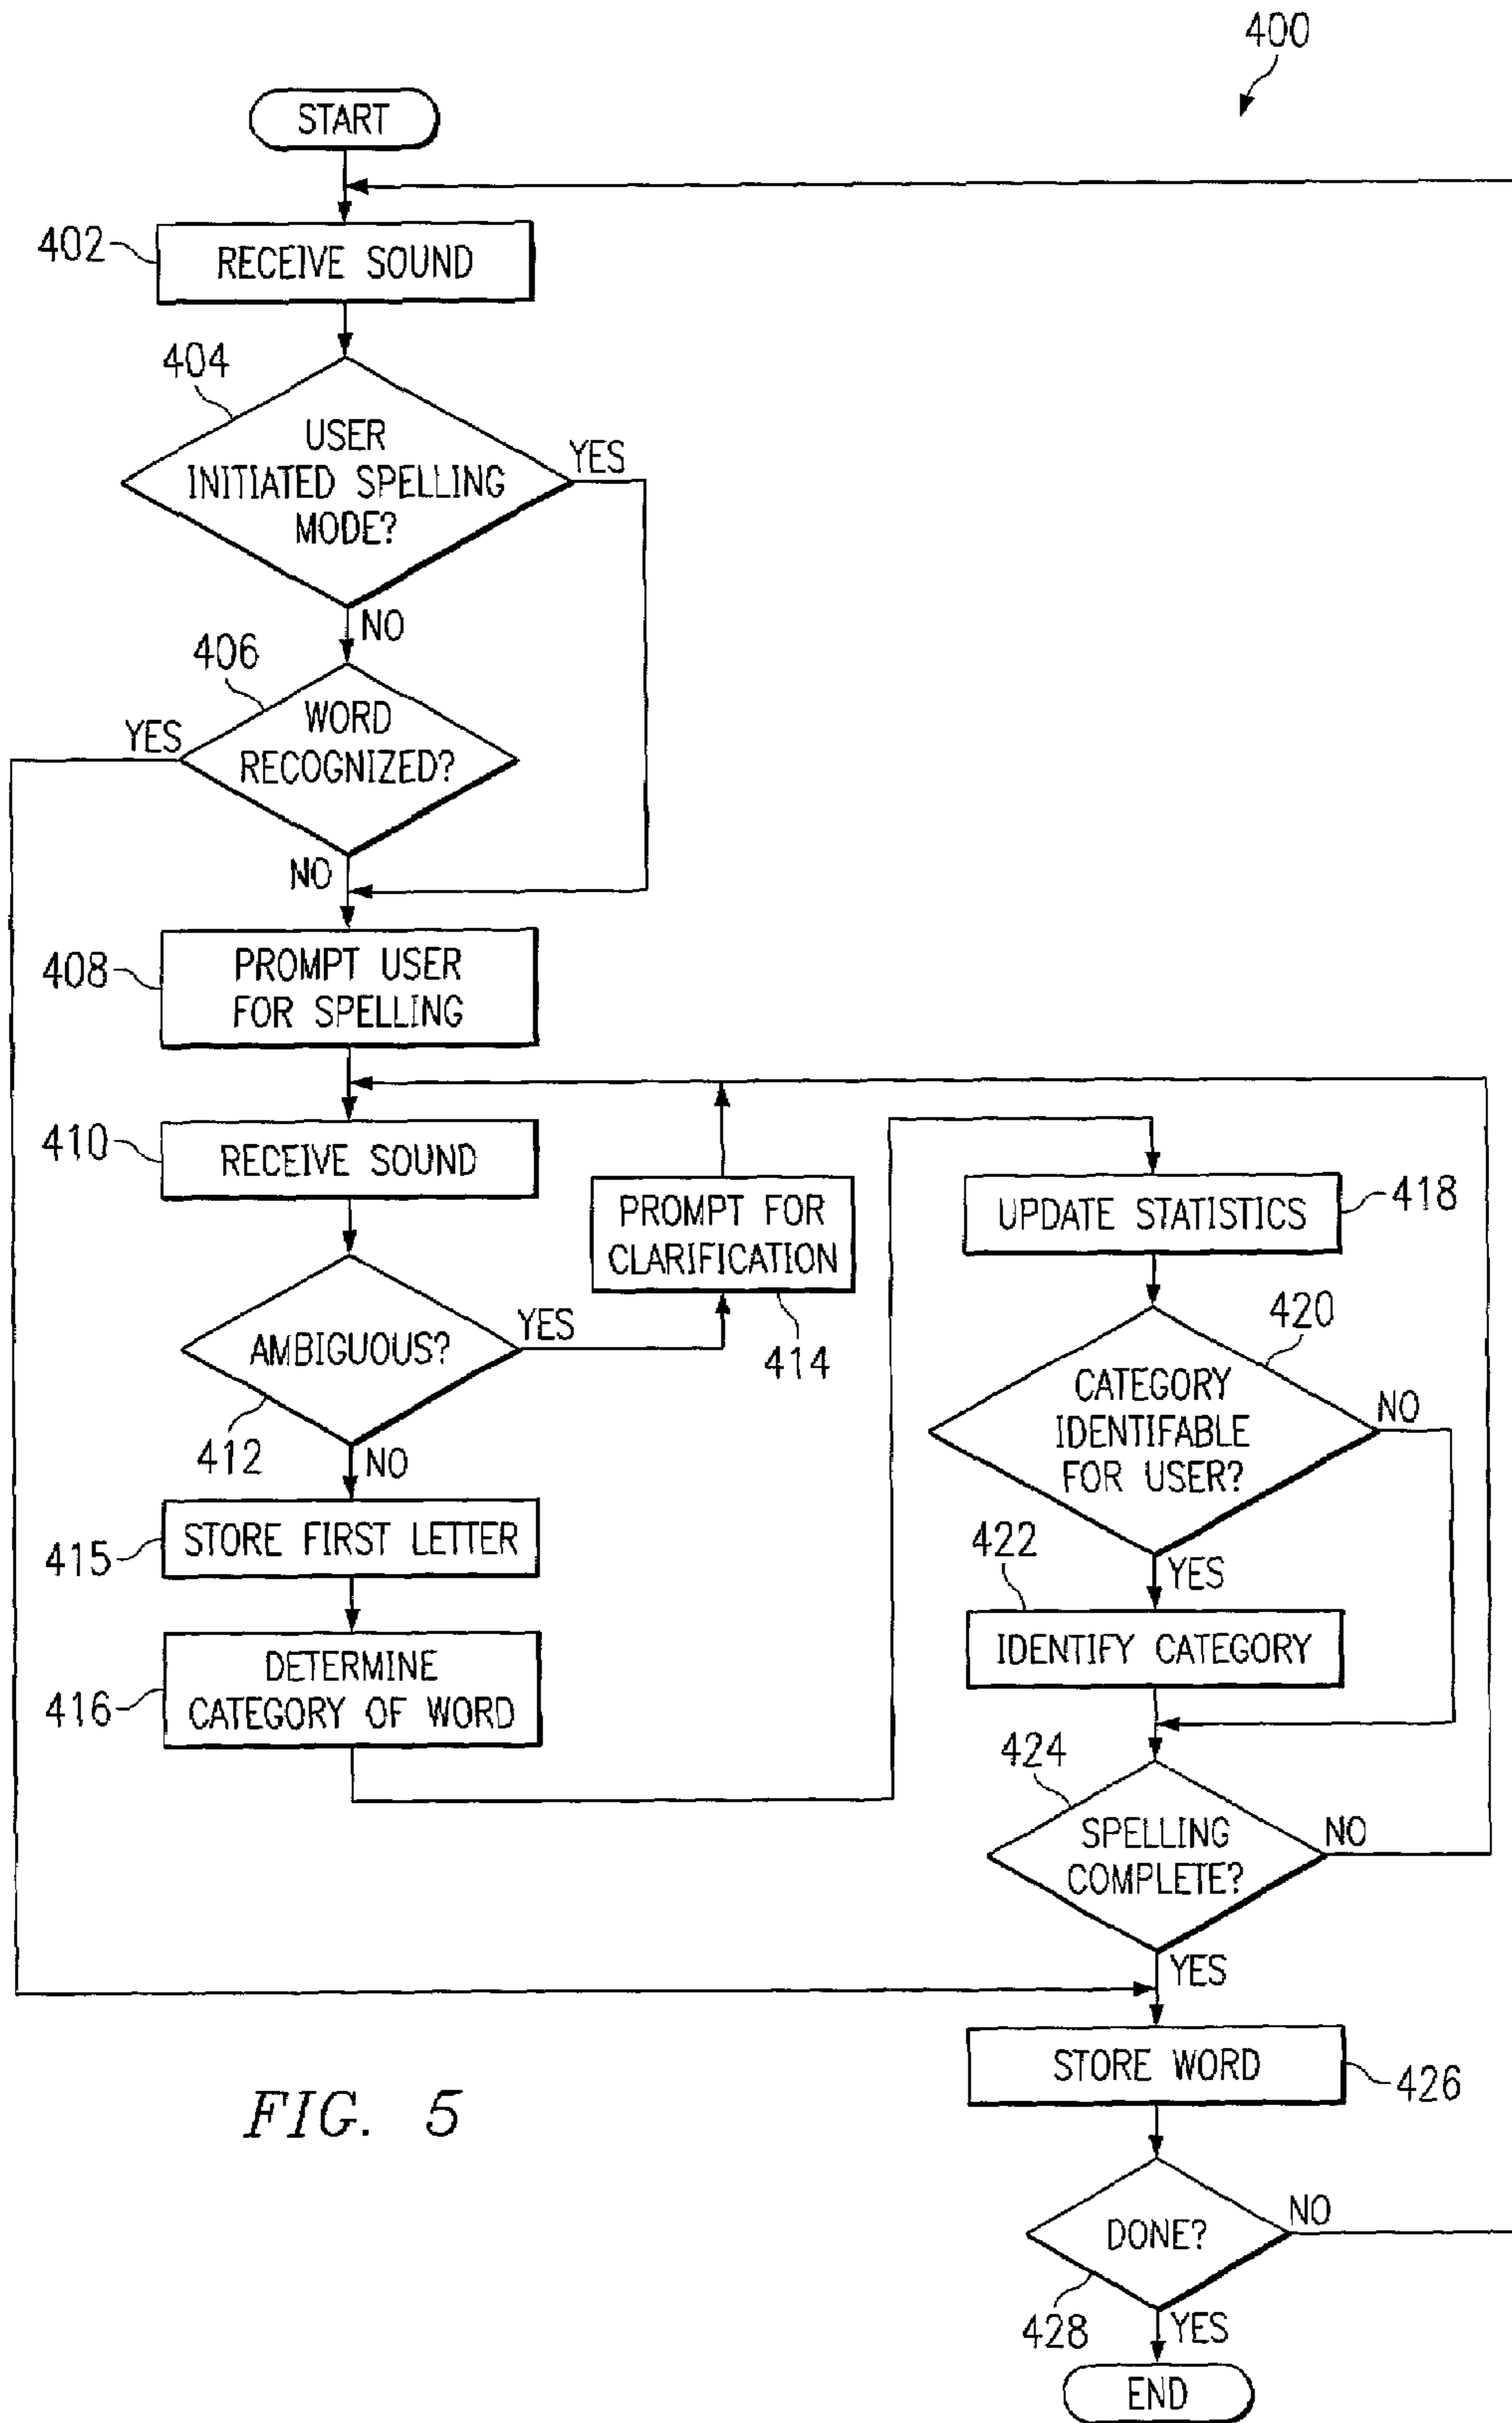 400
START
402
RECEIVE SOUND
404
USER
INITIATED SPELLING
MODE?
YES
NO
406
WORD
RECOGNIZED?
YES
NO
408
PROMPT USER
FOR SPELLING
410
RECEIVE SOUND
AMBIGUOUS?
YES
412
NO
PROMPT FOR
CLARIFICATION
414
415
STORE FIRST LETTER
416
DETERMINE
CATEGORY OF WORD
UPDATE STATISTICS
418
420
CATEGORY
IDENTIFABLE
FOR USER?
NO
YES
422
IDENTIFY CATEGORY
424
SPELLING
COMPLETE?
NO
YES
STORE WORD
426
DONE?
NO
428
YES
END
FIG. 5